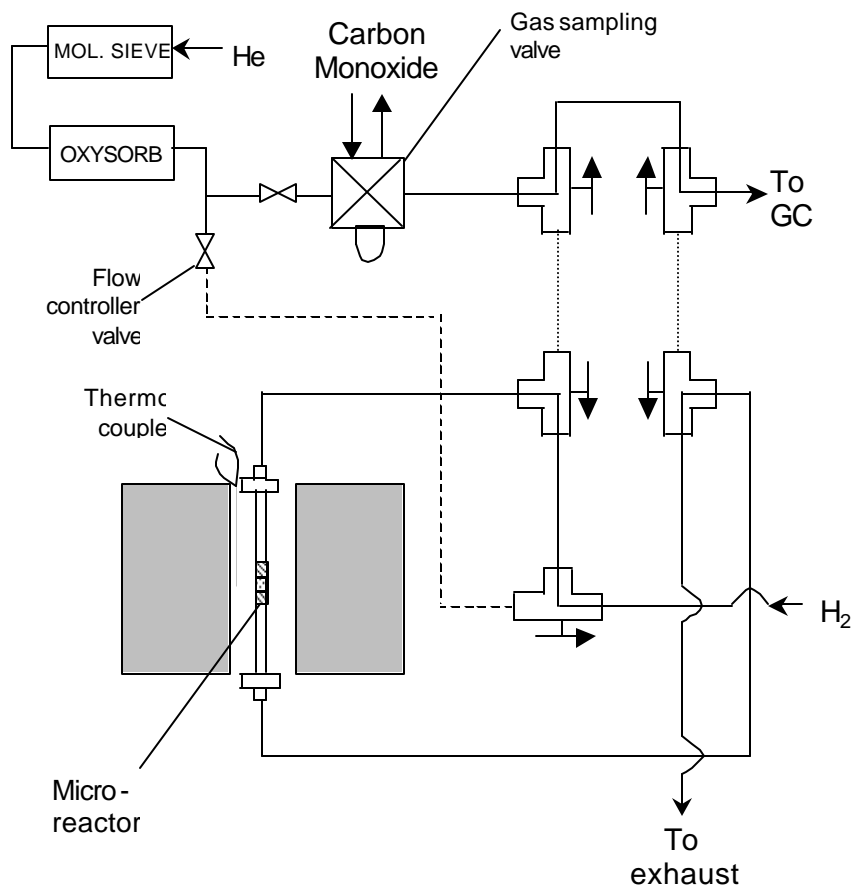 MOL. SIEVE
He
OXYSORB
Carbon
Monoxide
Gas sampling
valve
To
GC
Flow
controller
valve
Thermo
couple
H2
Micro-
reactor
To
exhaust